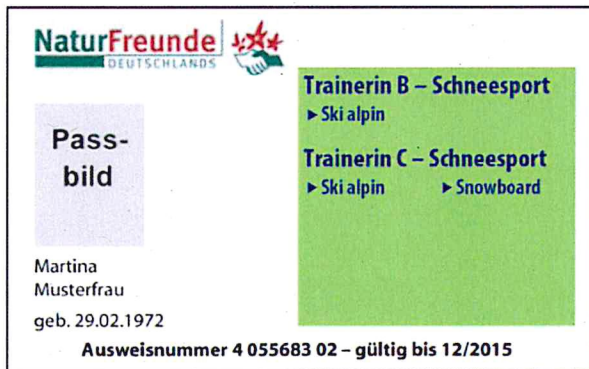 NaturFreunde
DEUTSCHLANDS
Pass-
bild
Martina
Musterfrau
geb. 29.02.1972
Trainerin B – Schneesport
►Ski alpin
Trainerin C – Schneesport
►Ski alpin ►Snowboard
Ausweisnummer 4 055683 02 – gültig bis 12/2015